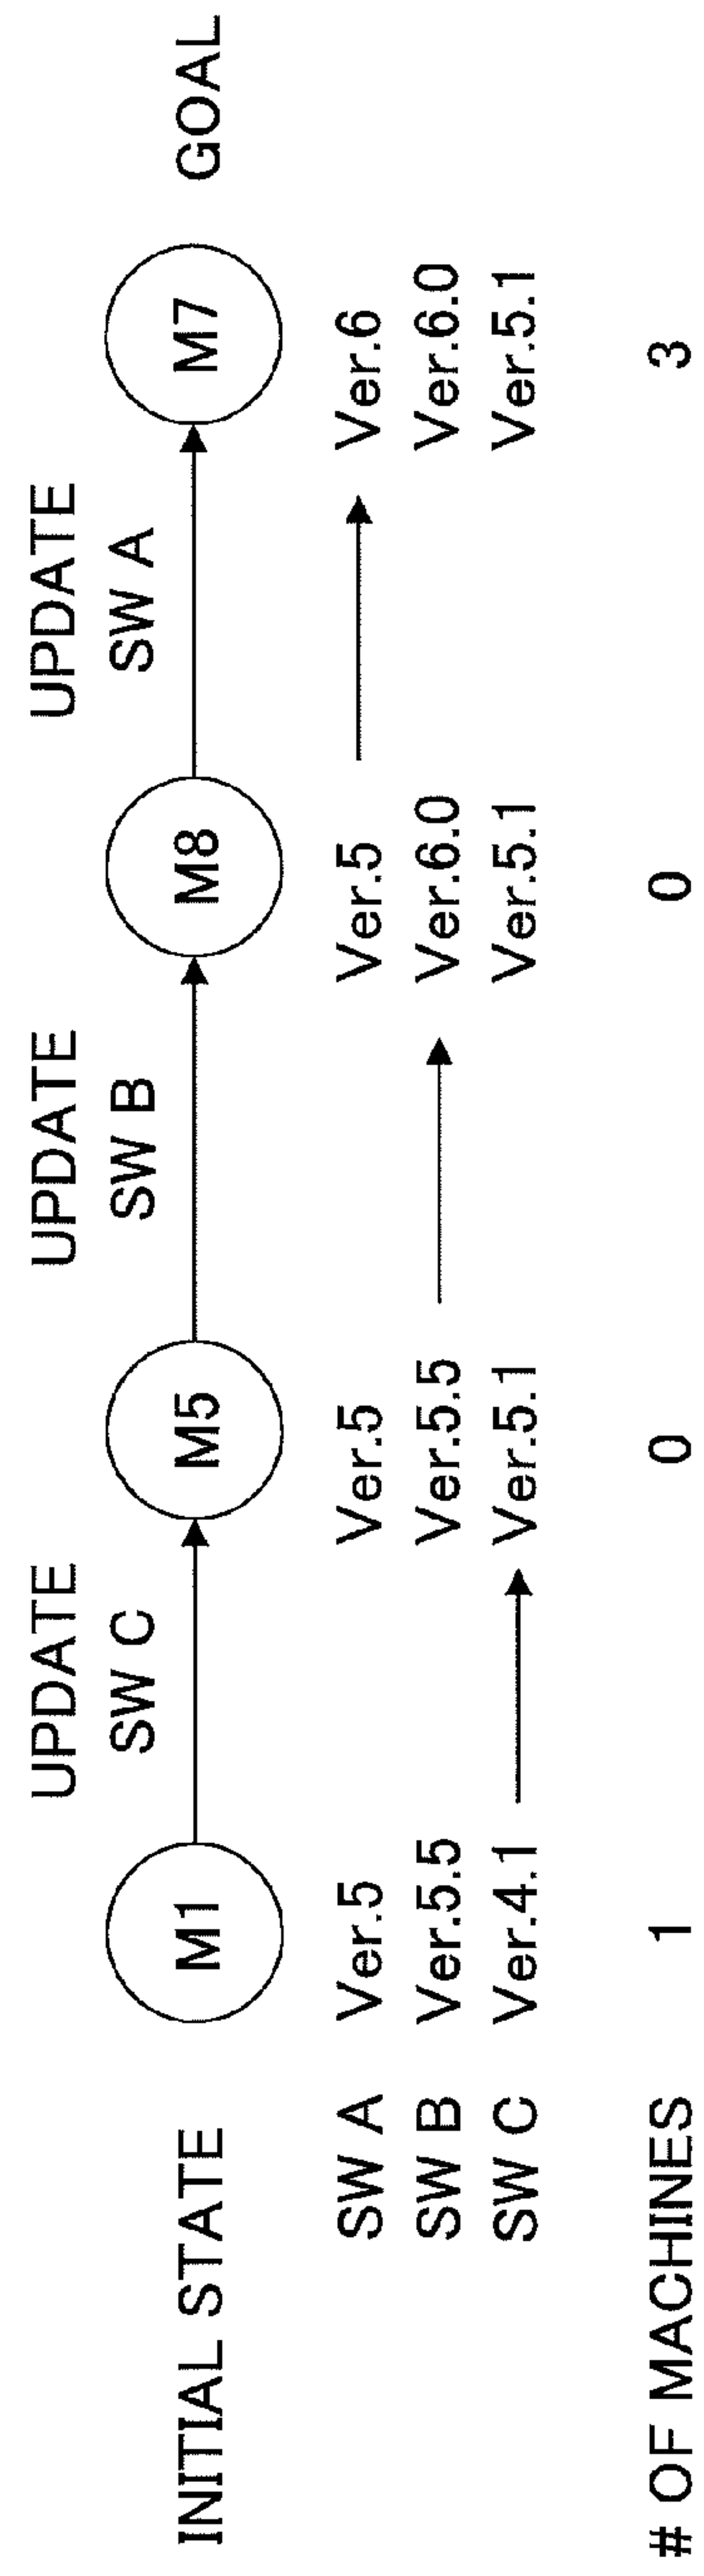 UPDATE UPDATE UPDATE
SW C SW B SW A
INITIAL STATE M1 M5 M8 M7 GOAL
SW A Ver.5 Ver.5 Ver.5 Ver.6
SW B Ver.5.5 Ver.5.5 Ver.6.0 Ver.6.0
SW C Ver.4.1 Ver.5.1 Ver.5.1 Ver.5.1
# OF MACHINES 1 0 0 3